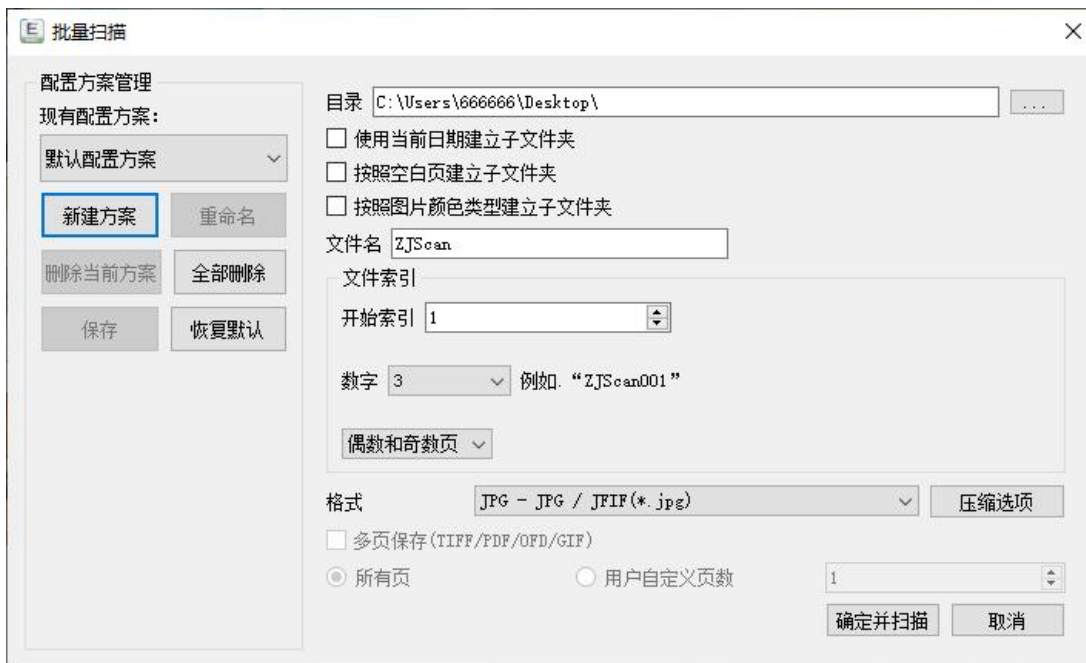 批量扫描
配置方案管理
现有配置方案:
默认配置方案
新建方案 重命名
删除当前方案 全部删除
保存 恢复默认
目录 C:\Users\666666\Desktop\ ...
使用当前日期建立子文件夹
按照空白页建立子文件夹
按照图片颜色类型建立子文件夹
文件名 ZJScan
文件索引
开始索引 1
数字 3 例如. “ZJScan001”
偶数和奇数页
格式 JPG - JPG / JFIF(*.jpg) 压缩选项
多页保存(TIFF/PDF/OFD/GIF)
所有页 用户自定义页数 1
确定并扫描 取消